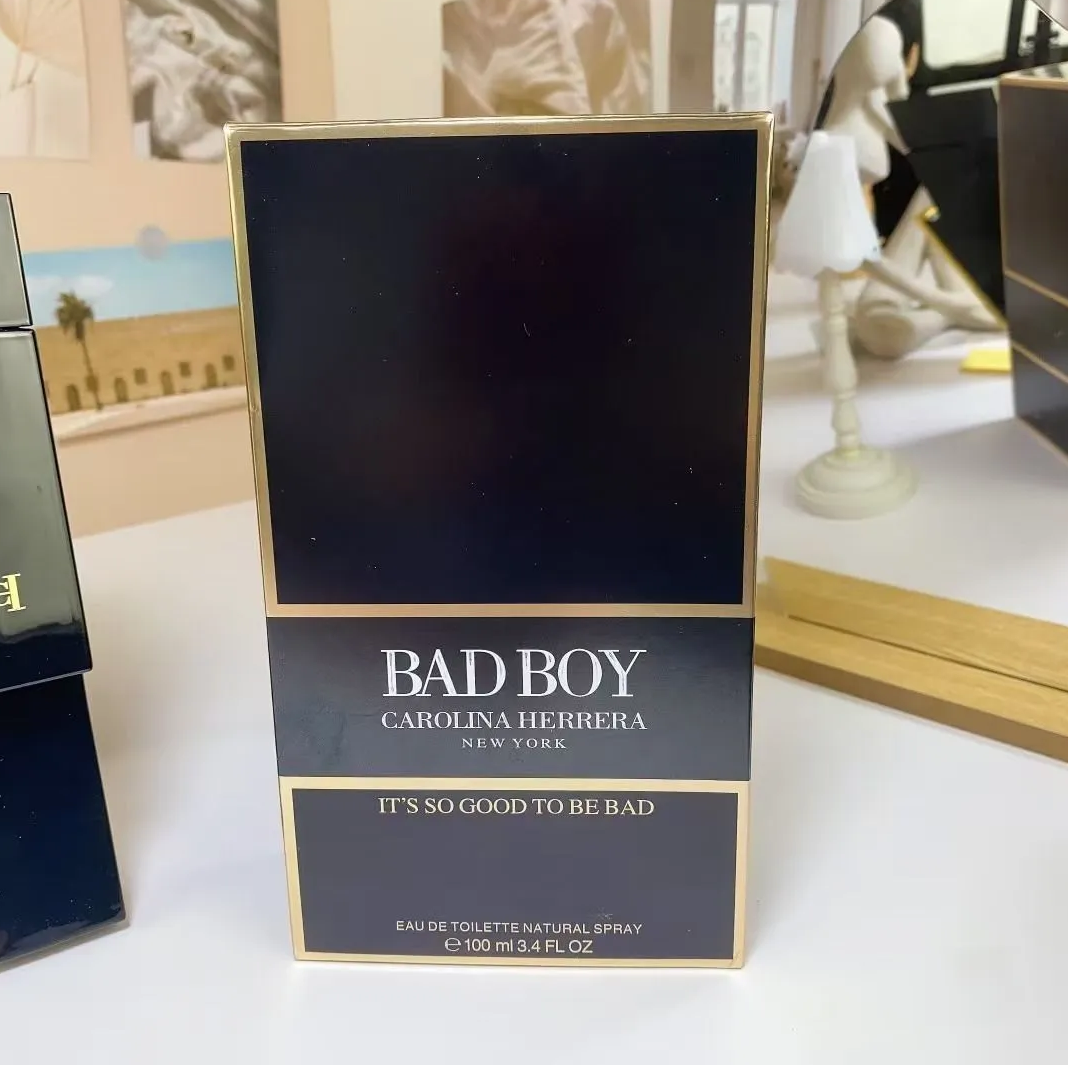 BAD BOY
CAROLINA HERRERA
NEW YORK
IT'S SO GOOD TO BE BAD
EAU DE TOILETTE NATURAL SPRAY
℮ 100 ml 3.4 FL OZ